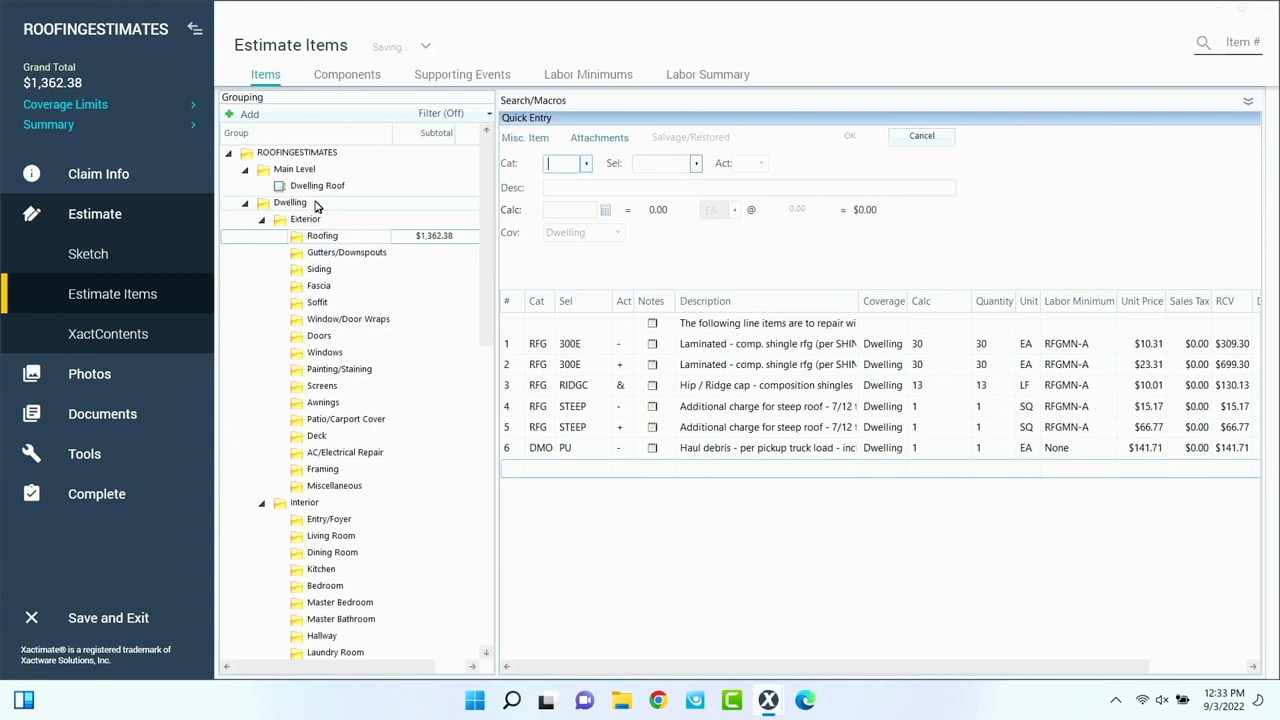 ROOFINGESTIMATES
Grand Total
$1,362.38
Coverage Limits
Summary
Claim Info
Estimate
Sketch
Estimate Items
XactContents
Photos
Documents
Tools
Complete
Save and Exit
Xactimate® is a registered trademark of
Xactware Solutions, Inc.
Estimate Items Saving...
Item #
Items Components Supporting Events Labor Minimums Labor Summary
Grouping
Add Filter (Off)
Group Subtotal
ROOFINGESTIMATES
Main Level
Dwelling Roof
Dwelling
Exterior
Roofing $1,362.38
Gutters/Downspouts
Siding
Fascia
Soffit
Window/Door Wraps
Doors
Windows
Painting/Staining
Screens
Awnings
Patio/Carport Cover
Deck
AC/Electrical Repair
Framing
Miscellaneous
Interior
Entry/Foyer
Living Room
Dining Room
Kitchen
Bedroom
Master Bedroom
Master Bathroom
Hallway
Laundry Room
Search/Macros
Quick Entry
Misc. Item Attachments Salvage/Restored OK Cancel
Cat: Sel: Act:
Desc:
Calc: = 0.00 EA @ 0.00 = $0.00
Cov: Dwelling
# Cat Sel Act Notes Description Coverage Calc Quantity Unit Labor Minimum Unit Price Sales Tax RCV D
The following line items are to repair wi
1 RFG 300E - Laminated - comp. shingle rfg (per SHIN Dwelling 30 30 EA RFGMN-A $10.31 $0.00 $309.30
2 RFG 300E + Laminated - comp. shingle rfg (per SHIN Dwelling 30 30 EA RFGMN-A $23.31 $0.00 $699.30
3 RFG RIDGC & Hip / Ridge cap - composition shingles Dwelling 13 13 LF RFGMN-A $10.01 $0.00 $130.13
4 RFG STEEP - Additional charge for steep roof - 7/12 t Dwelling 1 1 SQ RFGMN-A $15.17 $0.00 $15.17
5 RFG STEEP + Additional charge for steep roof - 7/12 t Dwelling 1 1 SQ RFGMN-A $66.77 $0.00 $66.77
6 DMO PU - Haul debris - per pickup truck load - incl Dwelling 1 1 EA None $141.71 $0.00 $141.71
12:33 PM
9/3/2022